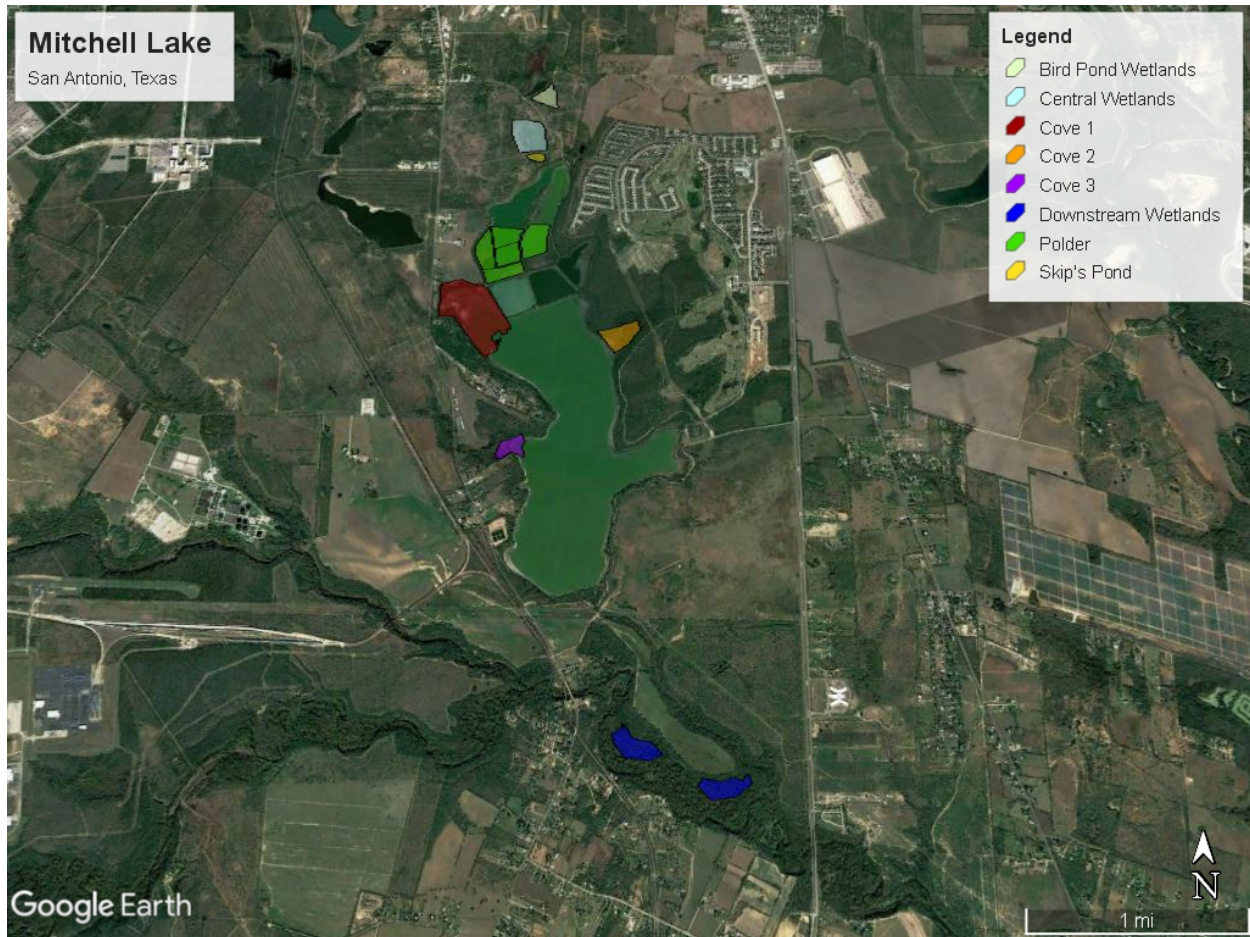 Mitchell Lake
San Antonio, Texas
Legend
Bird Pond Wetlands
Central Wetlands
Cove 1
Cove 2
Cove 3
Downstream Wetlands
Polder
Skip's Pond
N
Google Earth
1 mi